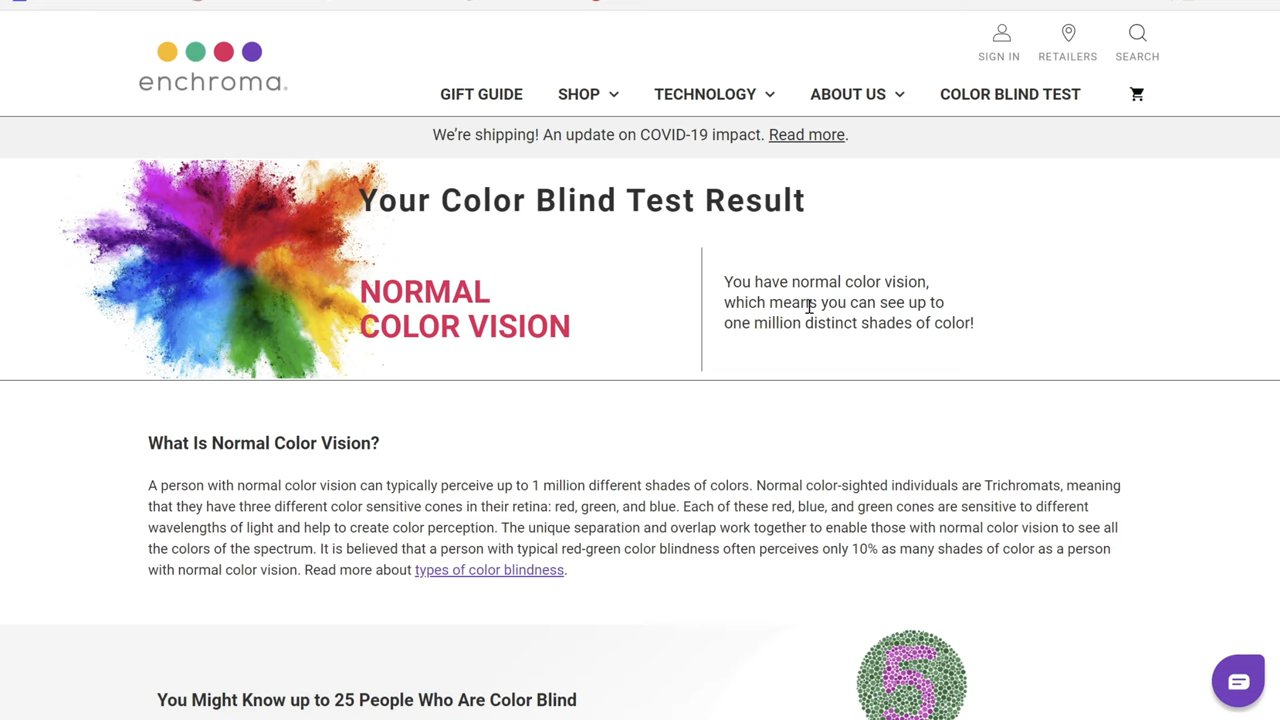 enchroma
SIGN IN
RETAILERS
SEARCH
GIFT GUIDE
SHOP
TECHNOLOGY
ABOUT US
COLOR BLIND TEST
We're shipping! An update on COVID-19 impact. Read more.
Your Color Blind Test Result
NORMAL
COLOR VISION
You have normal color vision,
which means you can see up to
one million distinct shades of color!
What Is Normal Color Vision?
A person with normal color vision can typically perceive up to 1 million different shades of colors. Normal color-sighted individuals are Trichromats, meaning
that they have three different color sensitive cones in their retina: red, green, and blue. Each of these red, blue, and green cones are sensitive to different
wavelengths of light and help to create color perception. The unique separation and overlap work together to enable those with normal color vision to see all
the colors of the spectrum. It is believed that a person with typical red-green color blindness often perceives only 10% as many shades of color as a person
with normal color vision. Read more about types of color blindness.
5
You Might Know up to 25 People Who Are Color Blind